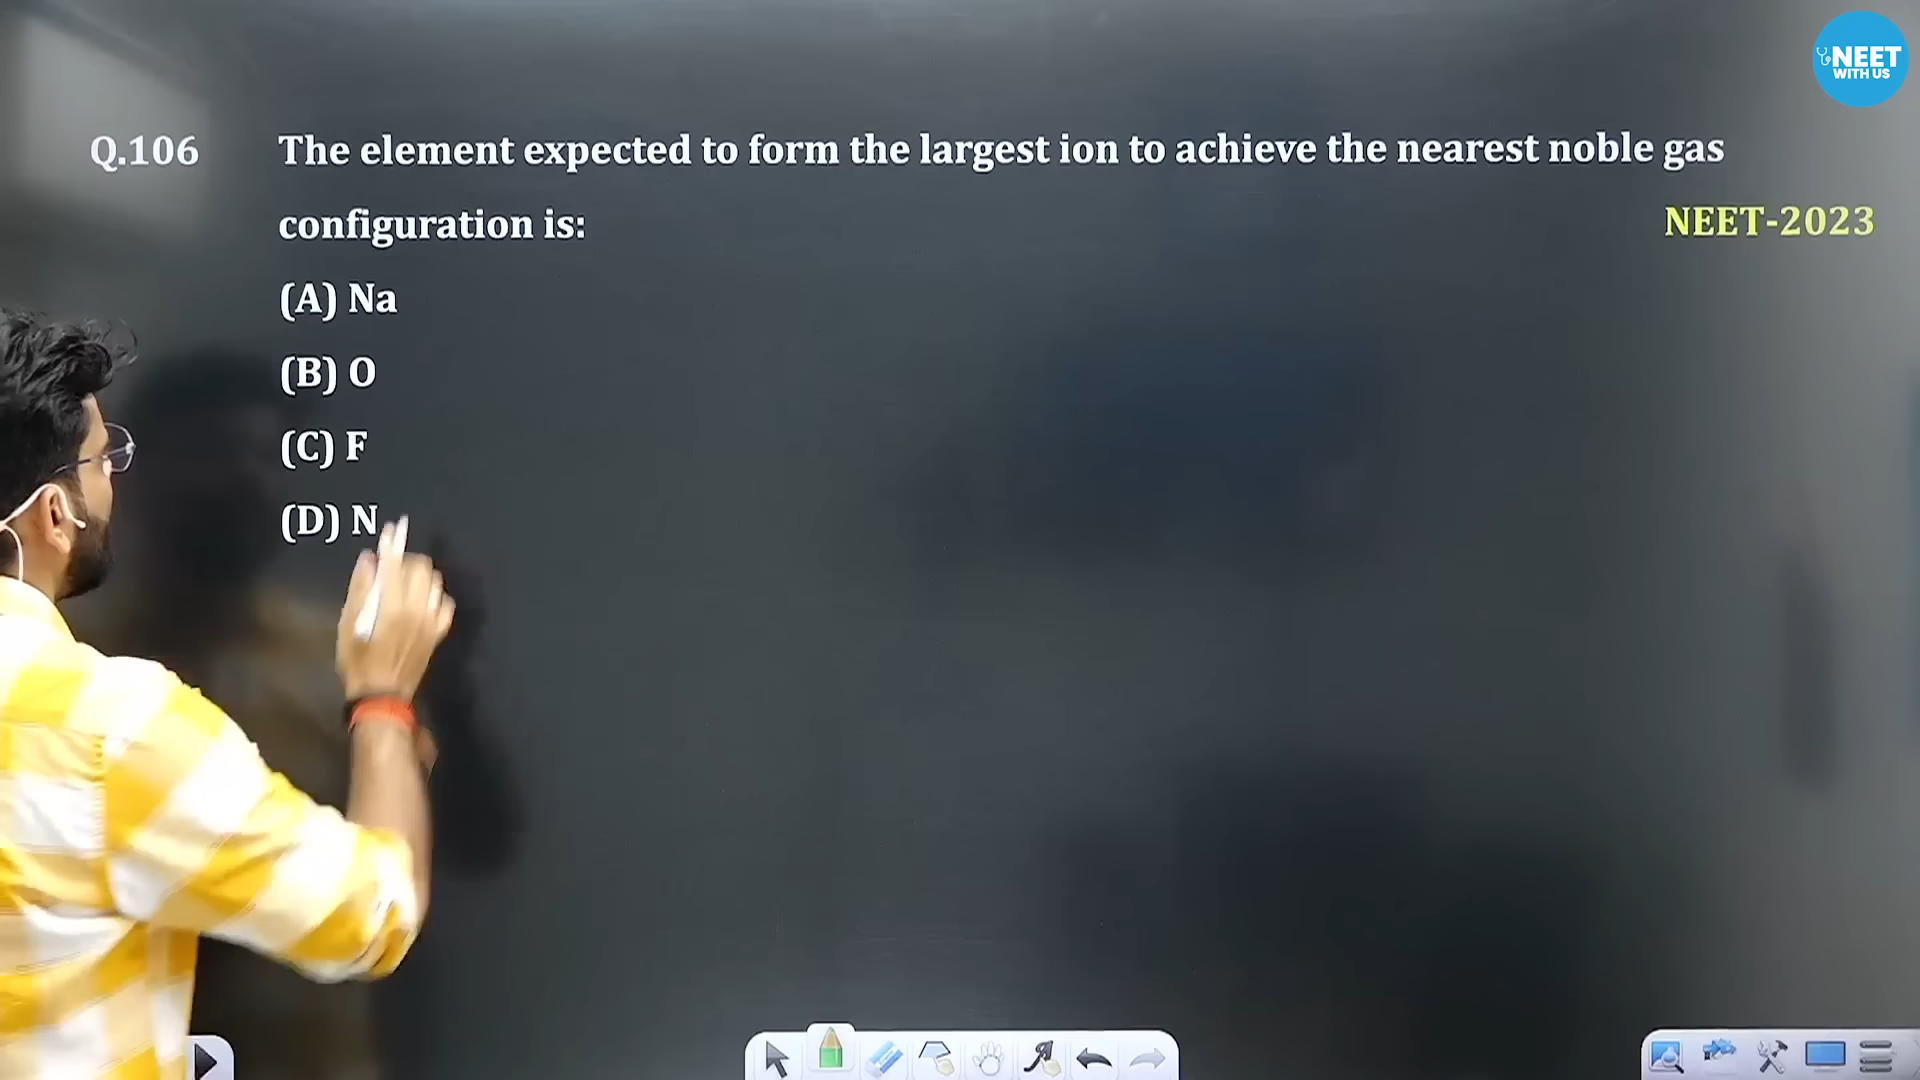 NEET
WITH US
Q.106 The element expected to form the largest ion to achieve the nearest noble gas
configuration is: NEET-2023
(A) Na
(B) O
(C) F
(D) N